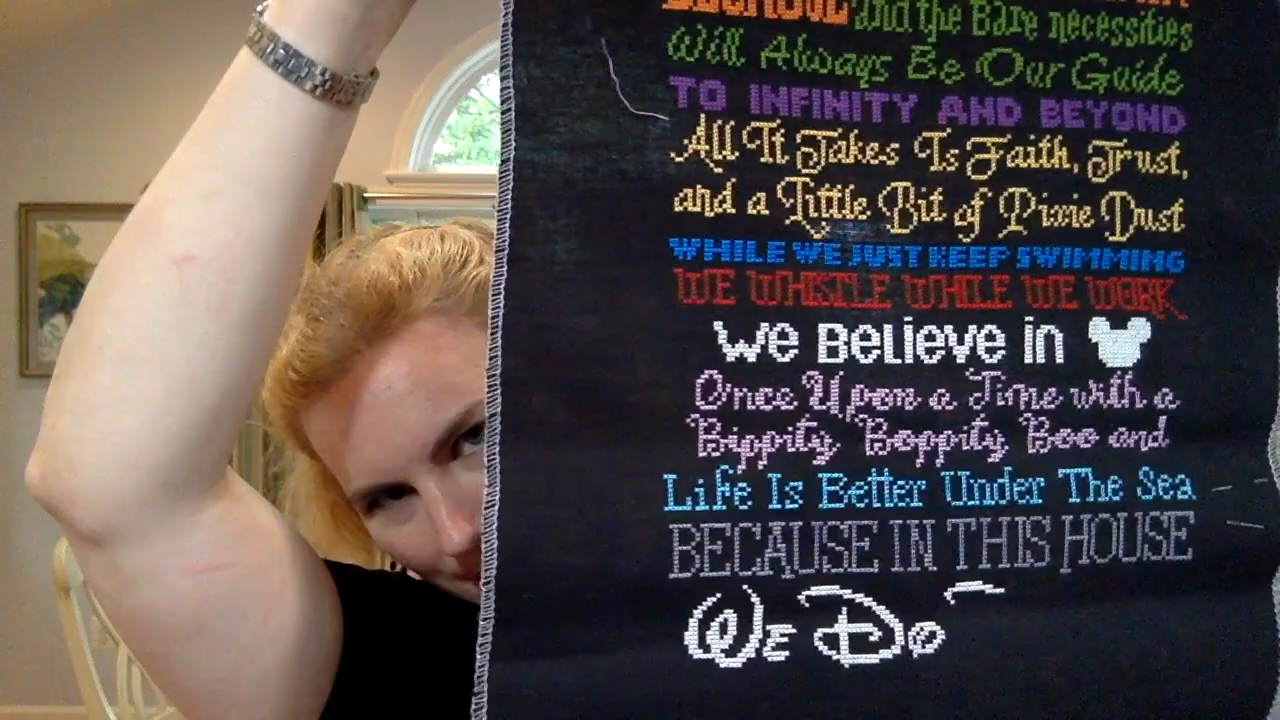 BECAUSE and the Bare necessities
Will Always Be Our Guide
TO INFINITY AND BEYOND
All It Takes Is Faith, Trust,
and a Little Bit of Pixie Dust
WHILE WE JUST KEEP SWIMMING
WE WHISTLE WHILE WE WORK
We Believe in
Once Upon a Time with a
Bippity Boppity Boo and
Life Is Better Under The Sea
BECAUSE IN THIS HOUSE
We Do